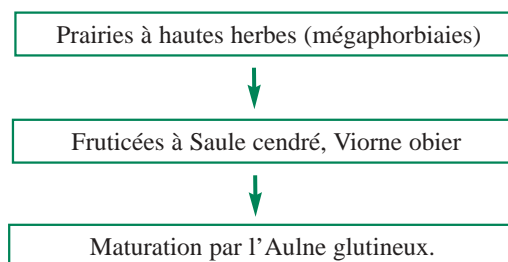 Prairies à hautes herbes (mégaphorbiaies)
Fruticées à Saule cendré, Viorne obier
Maturation par l’Aulne glutineux.